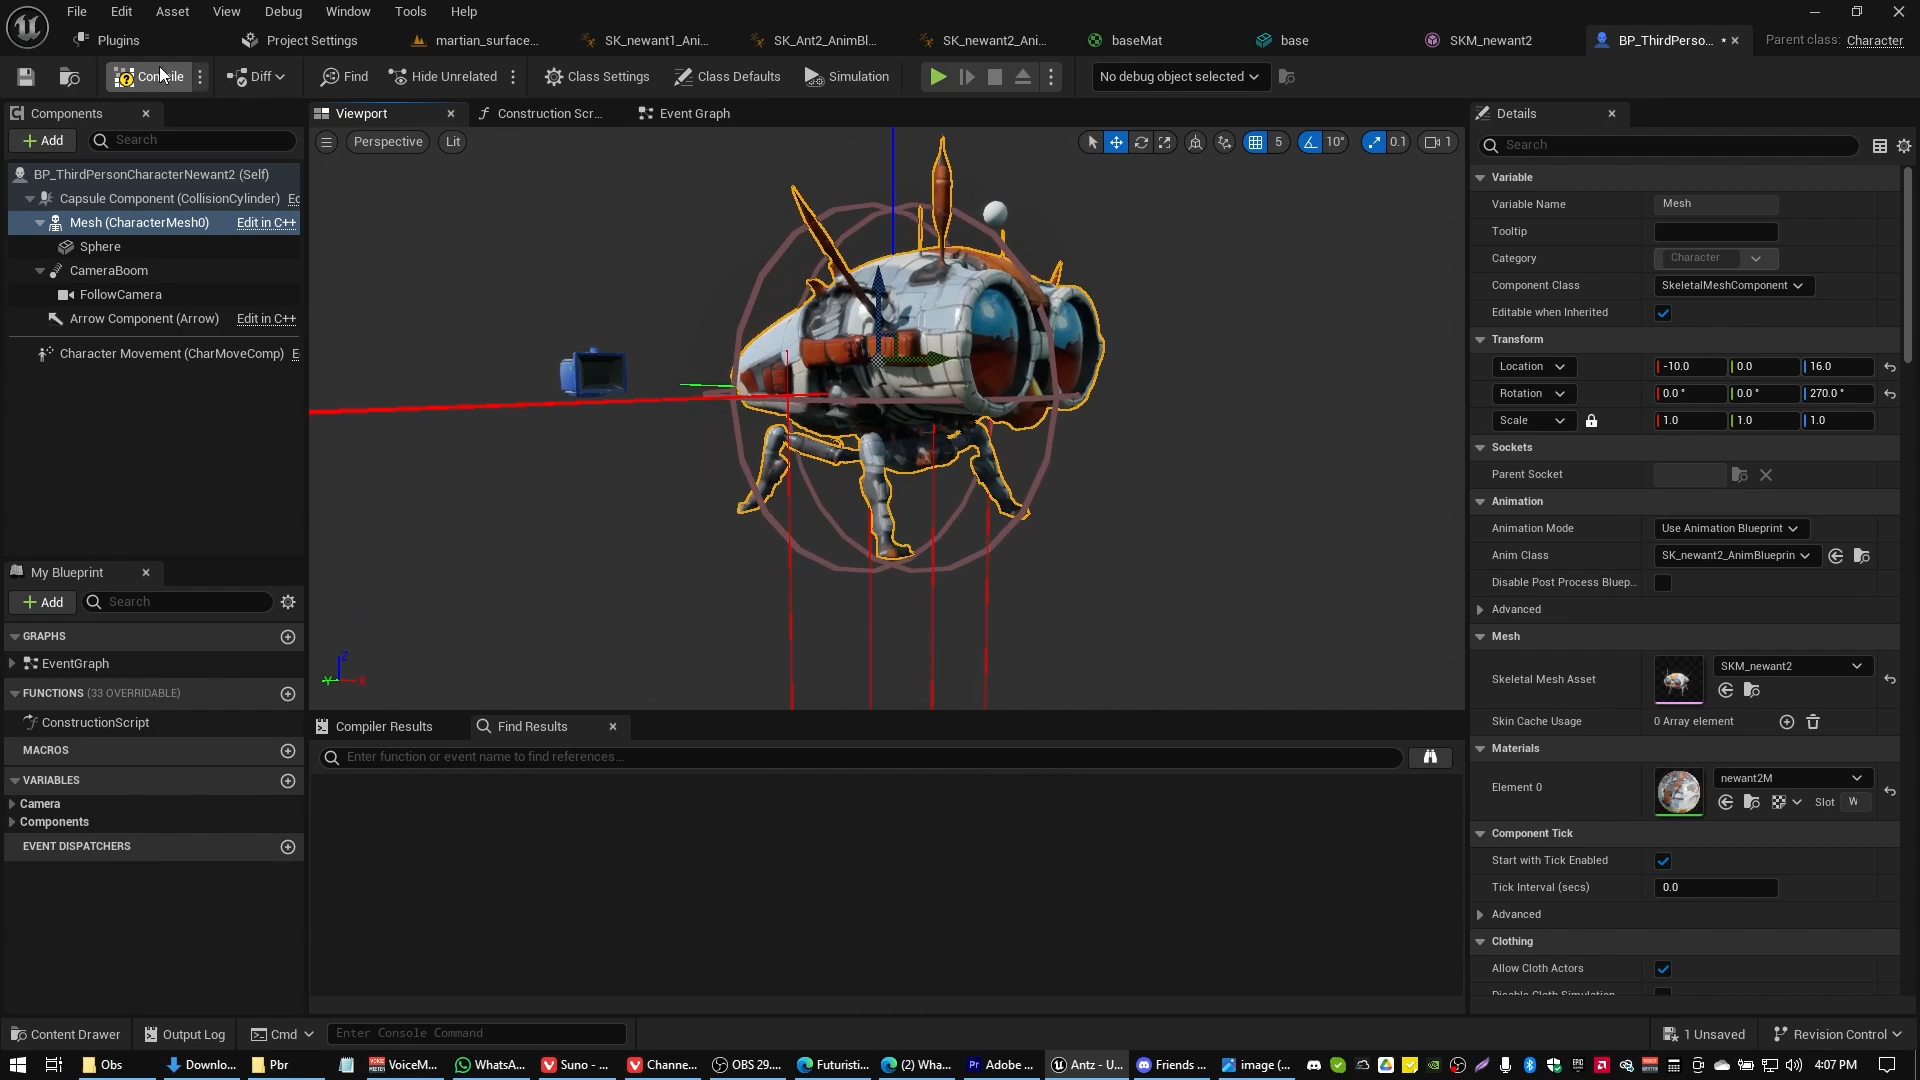 File Edit Asset View Debug Window Tools Help
Plugins Project Settings martian_surface... SK_newant1_Ani... SK_Ant2_AnimBl... SK_newant2_Ani... baseMat base SKM_newant2 BP_ThirdPerso... * Parent class: Character
Compile Diff Find Hide Unrelated Class Settings Class Defaults Simulation No debug object selected
Components Viewport Construction Scr... Event Graph Details
Add Search Perspective Lit 5 10° 0.1 1 Search
BP_ThirdPersonCharacterNewant2 (Self)
Capsule Component (CollisionCylinder)
Mesh (CharacterMesh0) Edit in C++
Sphere
CameraBoom
FollowCamera
Arrow Component (Arrow) Edit in C++
Character Movement (CharMoveComp)
Variable
Variable Name Mesh
Tooltip
Category Character
Component Class SkeletalMeshComponent
Editable when Inherited
Transform
Location -10.0 0.0 16.0
Rotation 0.0 ° 0.0 ° 270.0 °
Scale 1.0 1.0 1.0
Sockets
Parent Socket
Animation
Animation Mode Use Animation Blueprint
Anim Class SK_newant2_AnimBlueprin
Disable Post Process Bluep...
Advanced
Mesh
Skeletal Mesh Asset SKM_newant2
Skin Cache Usage 0 Array element
Materials
Element 0 newant2M
Slot W
Component Tick
Start with Tick Enabled
Tick Interval (secs) 0.0
Advanced
Clothing
Allow Cloth Actors
Disable Cloth Simulation
My Blueprint
Add Search
GRAPHS
EventGraph
FUNCTIONS (33 OVERRIDABLE)
ConstructionScript
MACROS
VARIABLES
Camera
Components
EVENT DISPATCHERS
Z
Y X
Compiler Results Find Results
Enter function or event name to find references...
Content Drawer Output Log Cmd Enter Console Command 1 Unsaved Revision Control
Obs Downlo... Pbr VoiceM... WhatsA... Suno - ... Channe... OBS 29.... Futuristi... (2) Wha... Adobe ... Antz - U... Friends ... image (... 4:07 PM